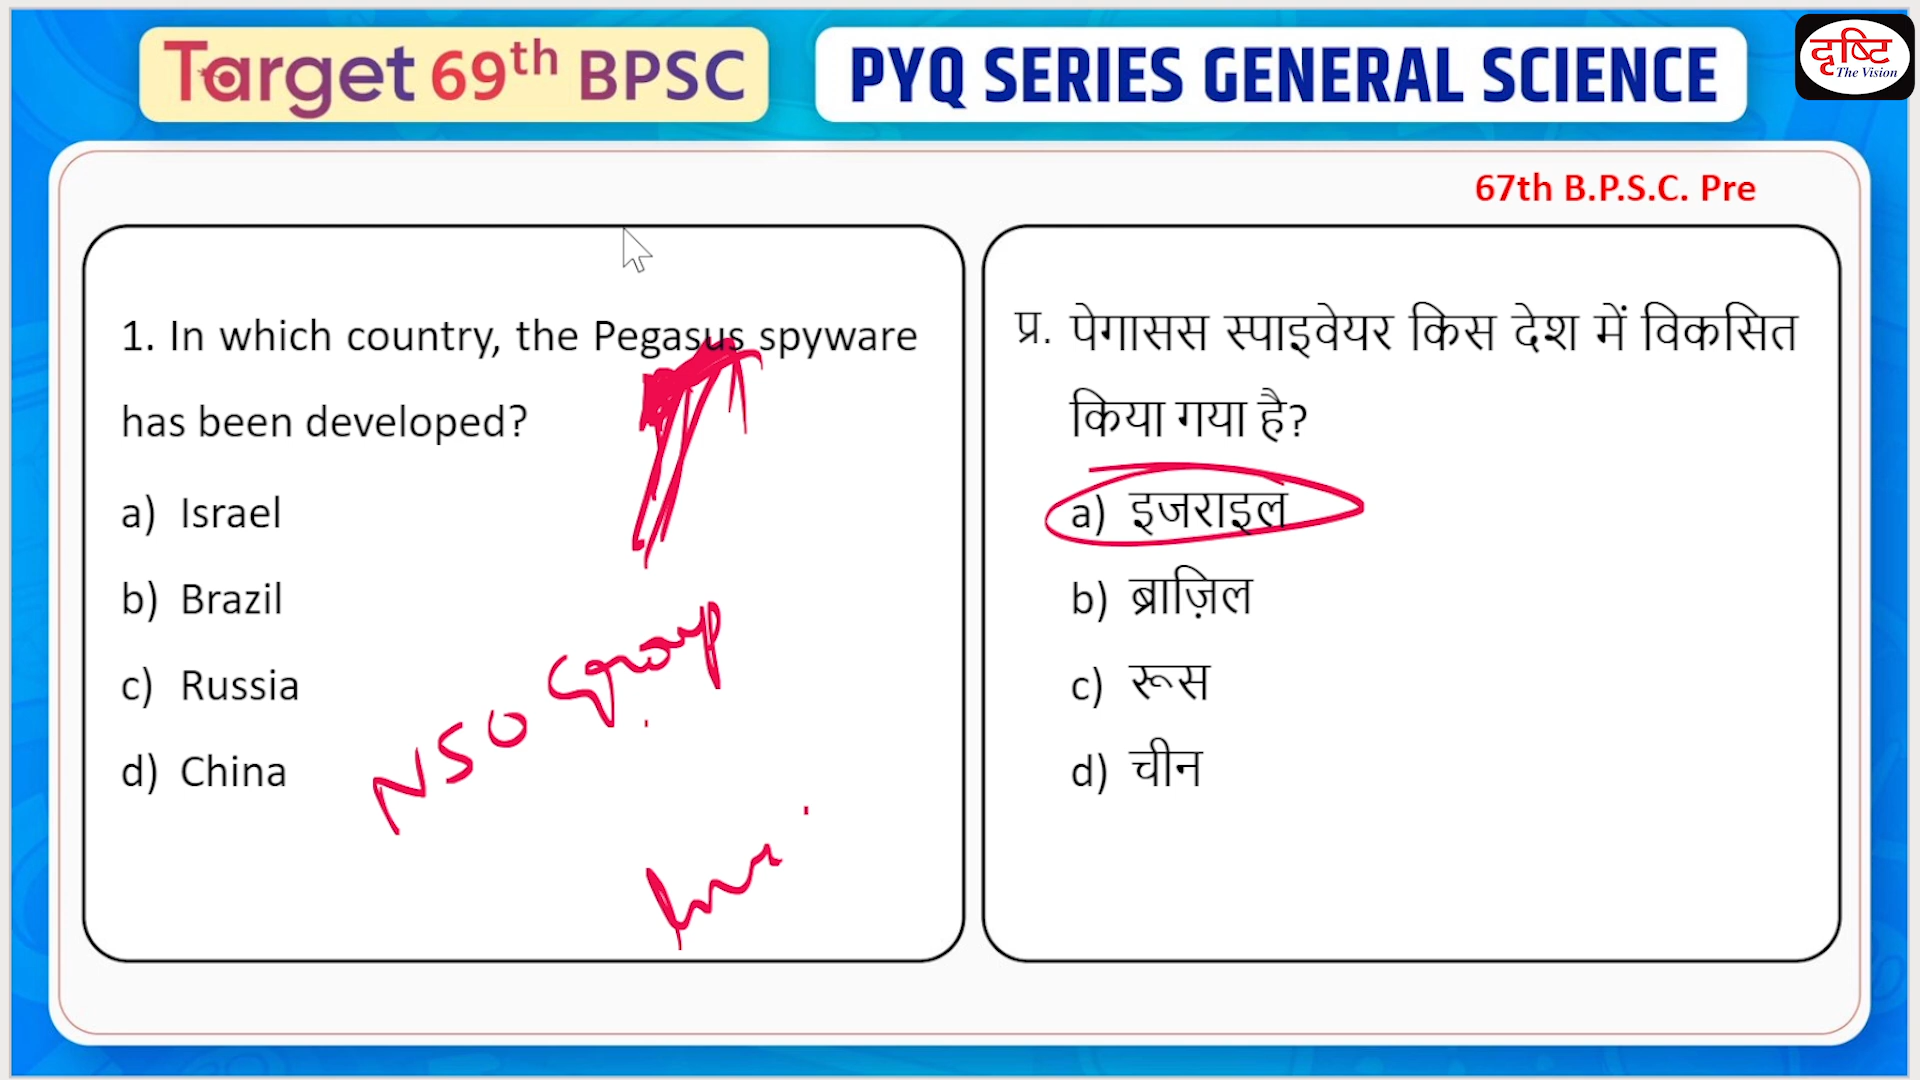 Target 69th BPSC
PYQ SERIES GENERAL SCIENCE
दृष्टि
The Vision
67th B.P.S.C. Pre
1. In which country, the Pegasus spyware
has been developed?
a) Israel
b) Brazil
c) Russia
d) China
NSO Group
प्र. पेगासस स्पाइवेयर किस देश में विकसित
किया गया है?
a) इजराइल
b) ब्राज़िल
c) रूस
d) चीन